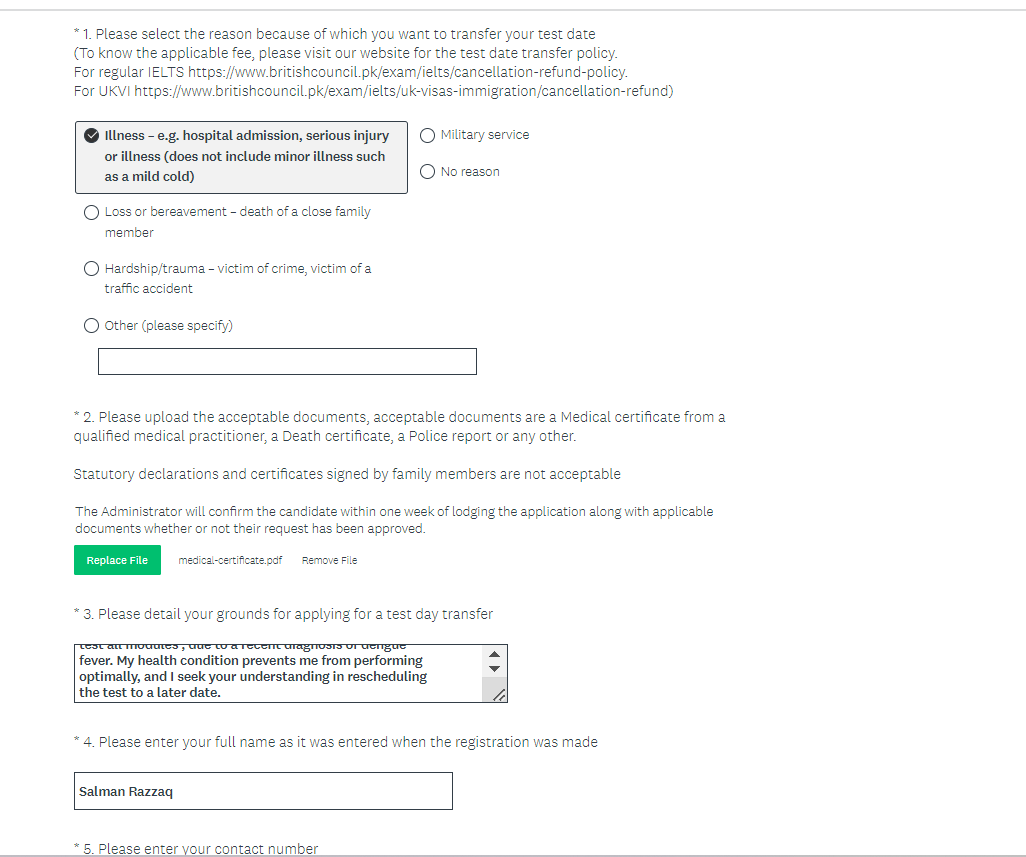 * 1. Please select the reason because of which you want to transfer your test date
(To know the applicable fee, please visit our website for the test date transfer policy.
For regular IELTS https://www.britishcouncil.pk/exam/ielts/cancellation-refund-policy.
For UKVI https://www.britishcouncil.pk/exam/ielts/uk-visas-immigration/cancellation-refund)
Illness – e.g. hospital admission, serious injury
or illness (does not include minor illness such
as a mild cold)
Military service
No reason
Loss or bereavement – death of a close family
member
Hardship/trauma – victim of crime, victim of a
traffic accident
Other (please specify)
* 2. Please upload the acceptable documents, acceptable documents are a Medical certificate from a
qualified medical practitioner, a Death certificate, a Police report or any other.
Statutory declarations and certificates signed by family members are not acceptable
The Administrator will confirm the candidate within one week of lodging the application along with applicable
documents whether or not their request has been approved.
Replace File
medical-certificate.pdf
Remove File
* 3. Please detail your grounds for applying for a test day transfer
test all modules , due to a recent diagnosis of dengue
fever. My health condition prevents me from performing
optimally, and I seek your understanding in rescheduling
the test to a later date.
* 4. Please enter your full name as it was entered when the registration was made
Salman Razzaq
* 5. Please enter your contact number